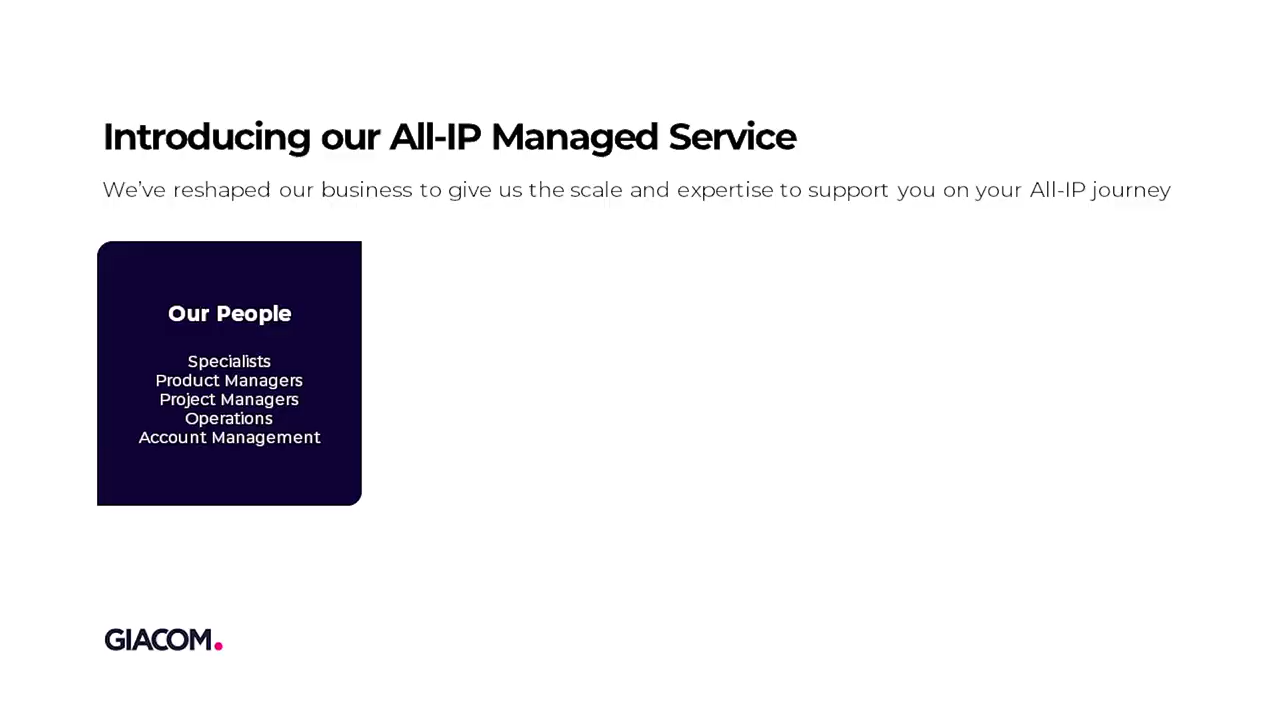 Introducing our All-IP Managed Service
We've reshaped our business to give us the scale and expertise to support you on your All-IP journey
Our People
Specialists
Product Managers
Project Managers
Operations
Account Management
GIACOM.